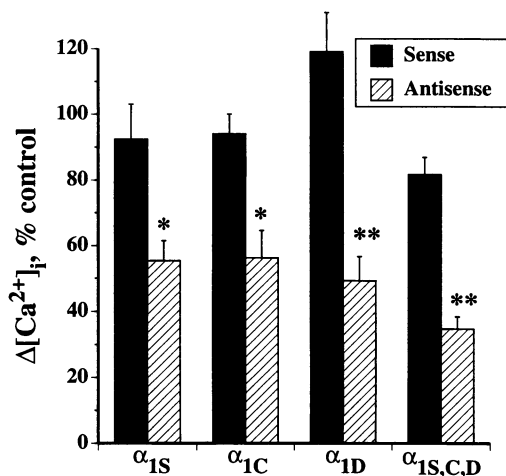 Δ[Ca²⁺]ᵢ, % control
120
100
80
60
40
20
0
Sense
Antisense
*
*
**
**
α1S
α1C
α1D
α1S,C,D